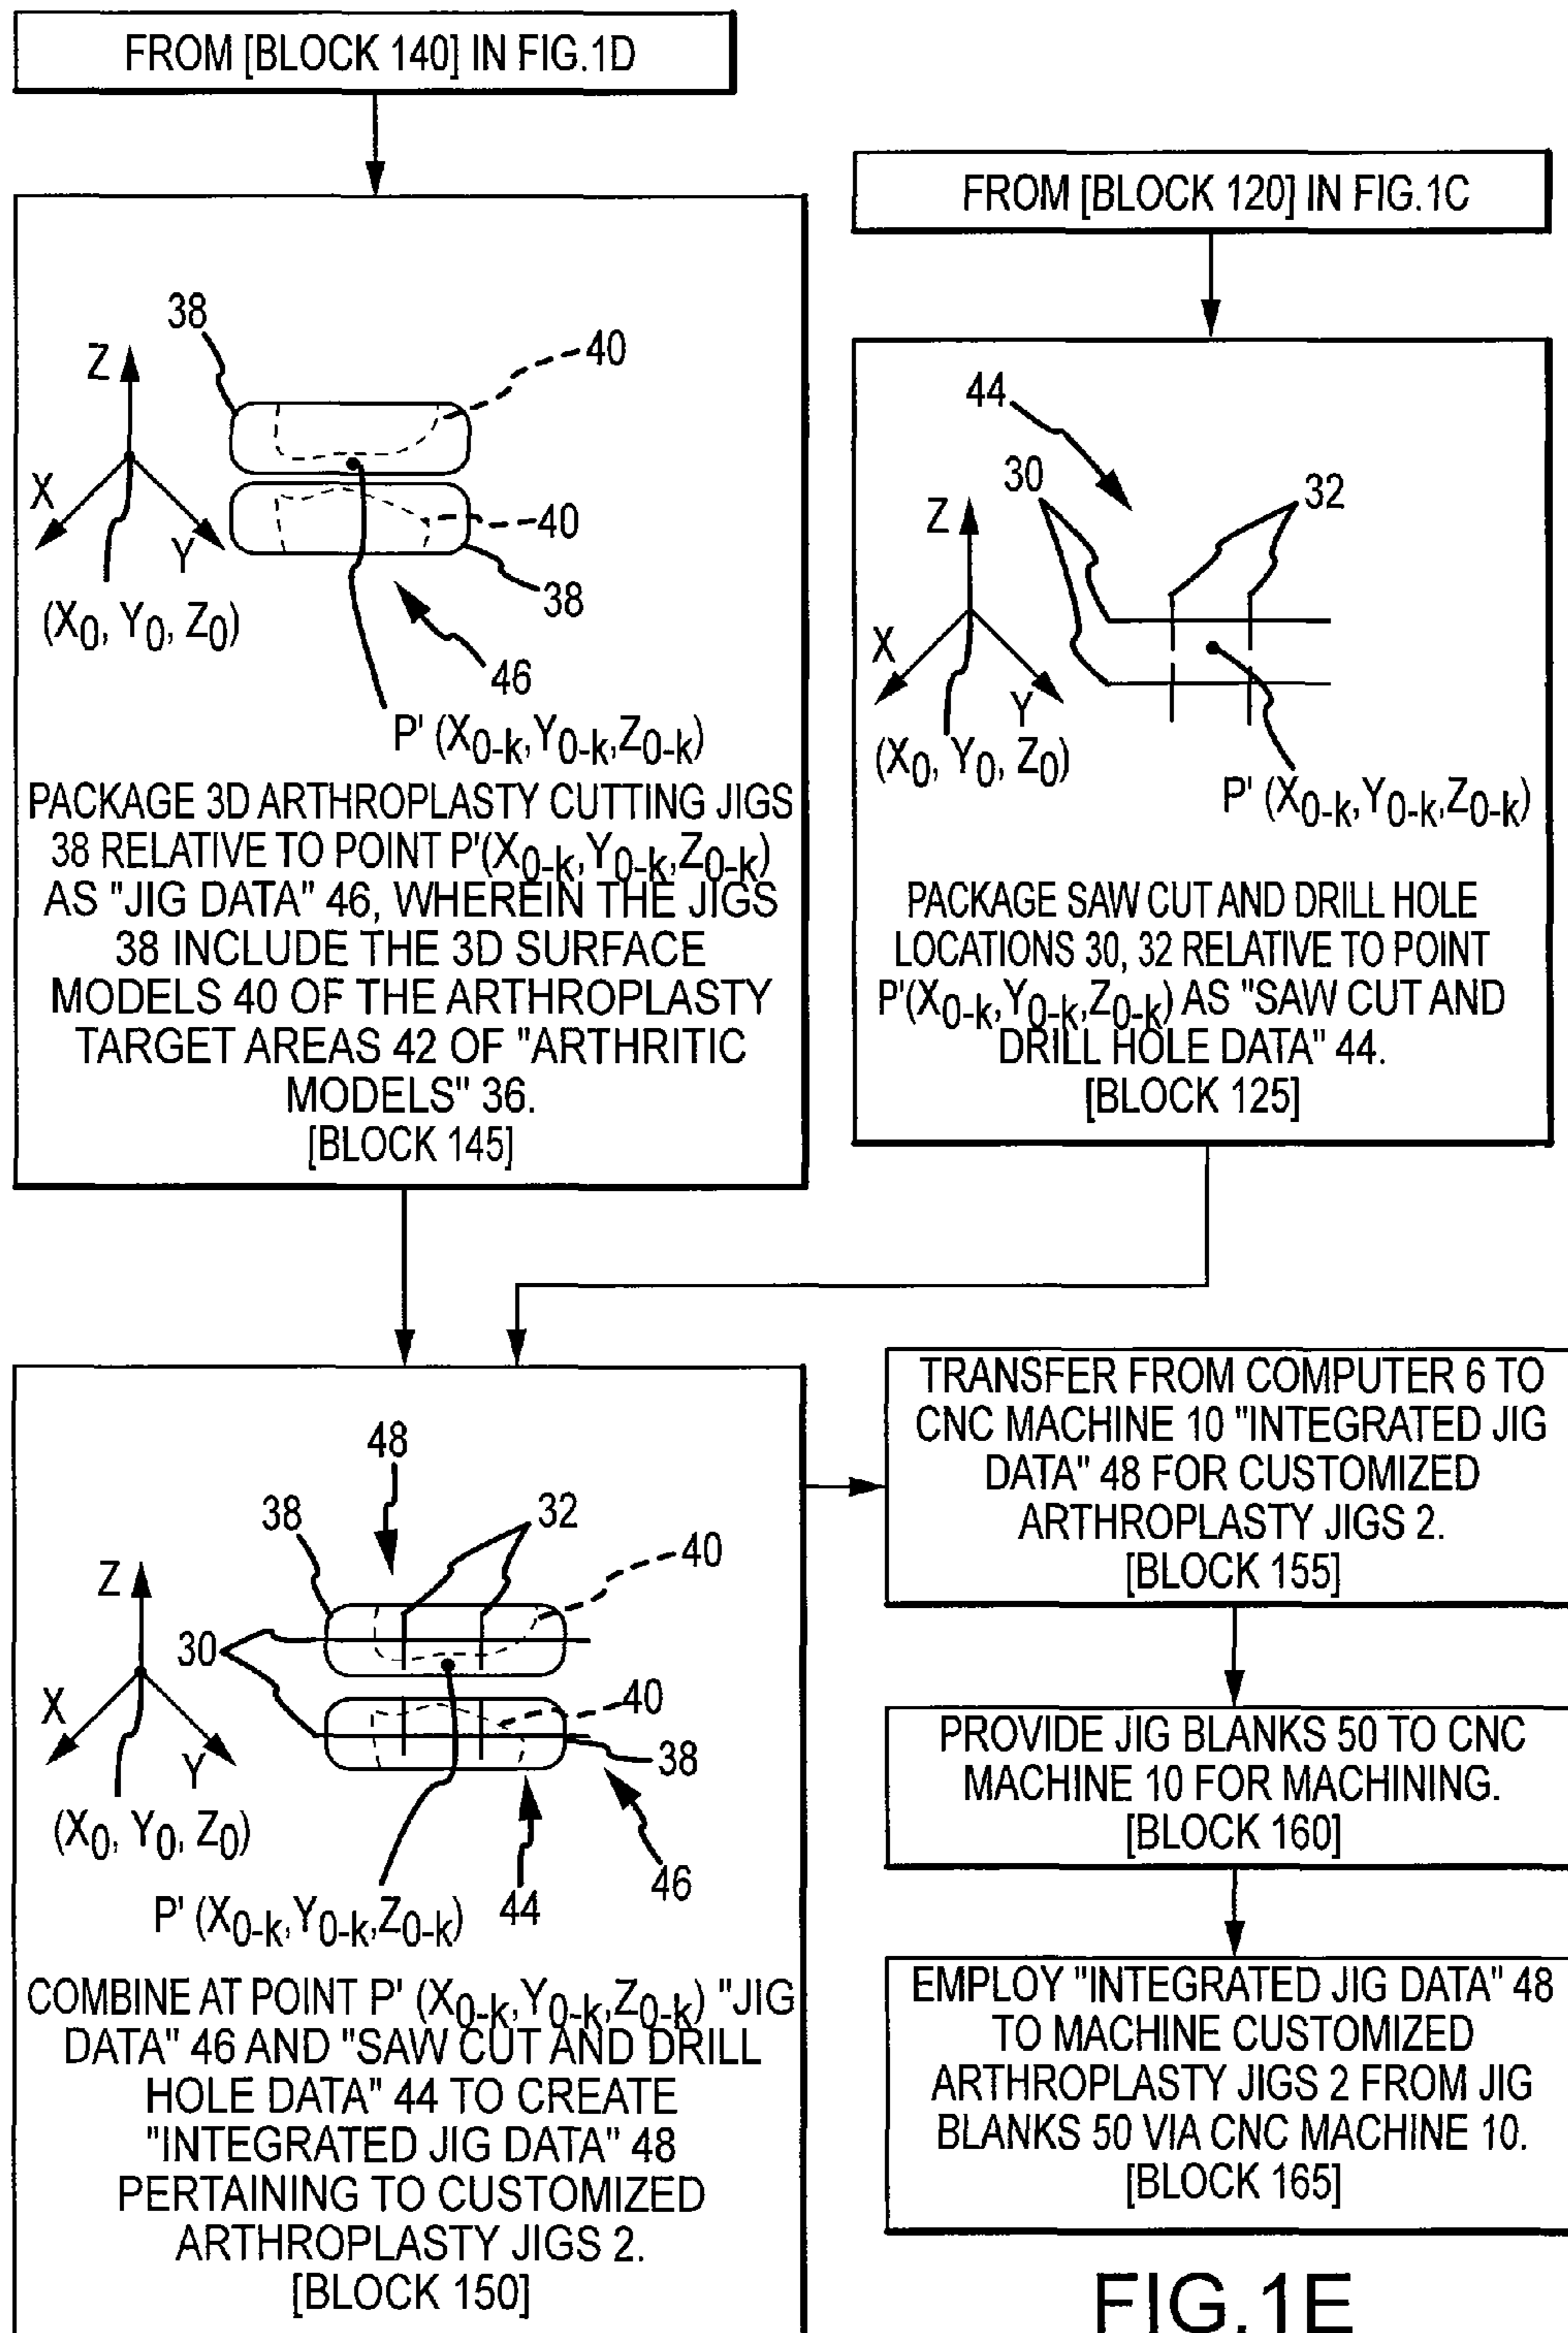 FROM [BLOCK 140] IN FIG.1D
38
40
Z
X
Y
40
38
(X0, Y0, Z0)
46
P' (X0-k,Y0-k,Z0-k)
PACKAGE 3D ARTHROPLASTY CUTTING JIGS
38 RELATIVE TO POINT P'(X0-k,Y0-k,Z0-k)
AS "JIG DATA" 46, WHEREIN THE JIGS
38 INCLUDE THE 3D SURFACE
MODELS 40 OF THE ARTHROPLASTY
TARGET AREAS 42 OF "ARTHRITIC
MODELS" 36.
[BLOCK 145]
FROM [BLOCK 120] IN FIG.1C
44
30
32
Z
X
Y
(X0, Y0, Z0)
P' (X0-k,Y0-k,Z0-k)
PACKAGE SAW CUT AND DRILL HOLE
LOCATIONS 30, 32 RELATIVE TO POINT
P'(X0-k,Y0-k,Z0-k) AS "SAW CUT AND
DRILL HOLE DATA" 44.
[BLOCK 125]
48
38
32
40
Z
30
X
Y
40
38
(X0, Y0, Z0)
46
P' (X0-k,Y0-k,Z0-k)
44
COMBINE AT POINT P' (X0-k,Y0-k,Z0-k) "JIG
DATA" 46 AND "SAW CUT AND DRILL
HOLE DATA" 44 TO CREATE
"INTEGRATED JIG DATA" 48
PERTAINING TO CUSTOMIZED
ARTHROPLASTY JIGS 2.
[BLOCK 150]
TRANSFER FROM COMPUTER 6 TO
CNC MACHINE 10 "INTEGRATED JIG
DATA" 48 FOR CUSTOMIZED
ARTHROPLASTY JIGS 2.
[BLOCK 155]
PROVIDE JIG BLANKS 50 TO CNC
MACHINE 10 FOR MACHINING.
[BLOCK 160]
EMPLOY "INTEGRATED JIG DATA" 48
TO MACHINE CUSTOMIZED
ARTHROPLASTY JIGS 2 FROM JIG
BLANKS 50 VIA CNC MACHINE 10.
[BLOCK 165]
FIG.1E